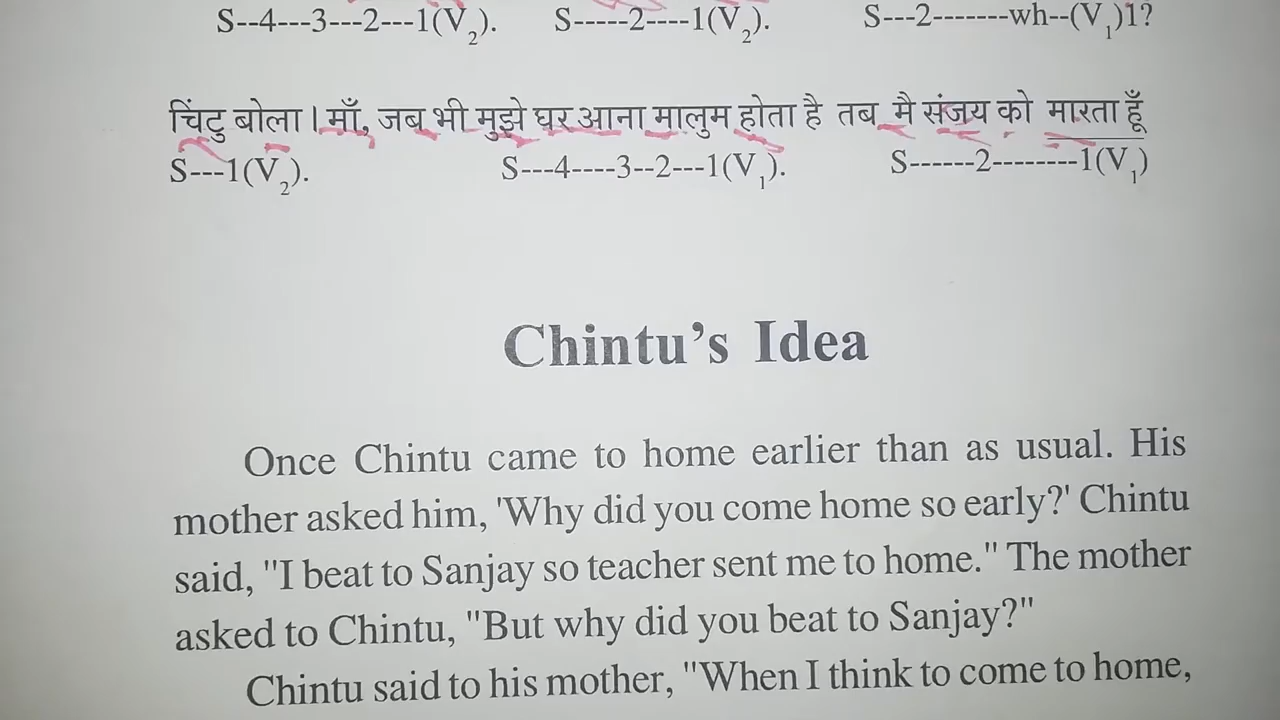 S--4---3---2---1(V₂). S-----2----1(V₂). S---2-------wh--(V₁)1?
चिंटु बोला। माँ, जब भी मुझे घर आना मालुम होता है तब मै संजय को मारता हूँ
S---1(V₂). S---4----3--2---1(V₁). S------2--------1(V₁)
Chintu's Idea
Once Chintu came to home earlier than as usual. His
mother asked him, 'Why did you come home so early?' Chintu
said, "I beat to Sanjay so teacher sent me to home." The mother
asked to Chintu, "But why did you beat to Sanjay?"
Chintu said to his mother, "When I think to come to home,